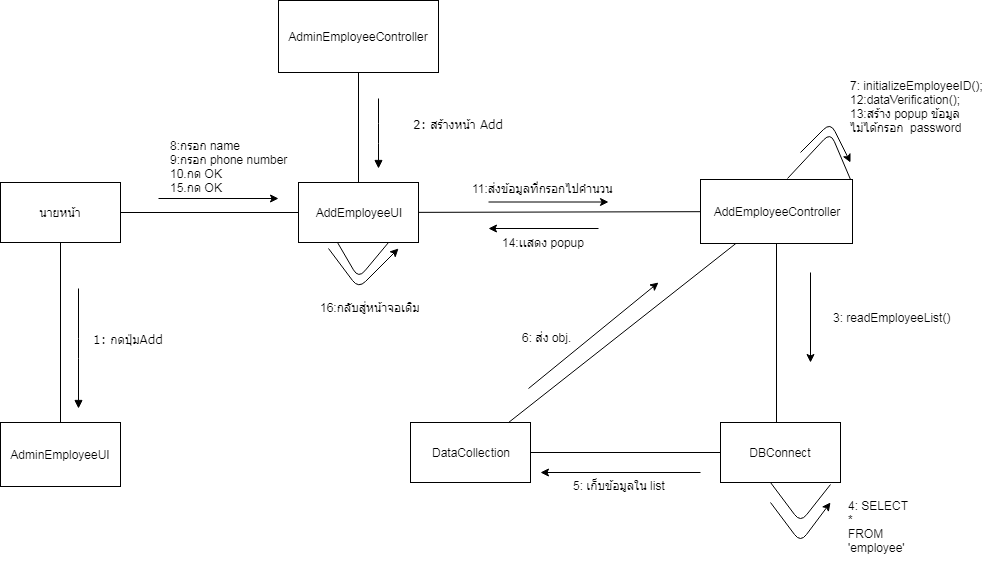 AdminEmployeeController
7: initializeEmployeeID();
12:dataVerification();
13:สร้าง popup ข้อมูล
ไม่ได้กรอก password
2: สร้างหน้า Add
8:กรอก name
9:กรอก phone number
10.กด OK
15.กด OK
นายหน้า
AddEmployeeUI
11:ส่งข้อมูลที่กรอกไปคำนวน
AddEmployeeController
14:แสดง popup
16:กลับสู่หน้าจอเดิม
3: readEmployeeList()
1: กดปุ่มAdd
6: ส่ง obj.
AdminEmployeeUI
DataCollection
DBConnect
5: เก็บข้อมูลใน list
4: SELECT
*
FROM
'employee'